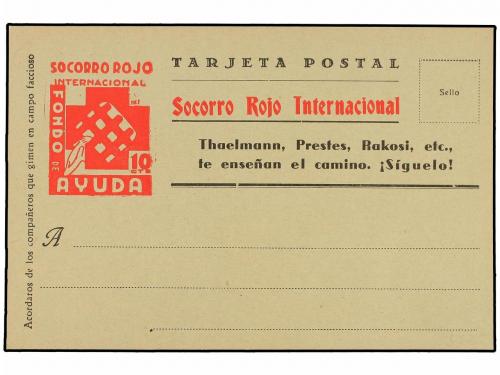 Acordaros de los compañeros que gimen en campo faccioso
SOCORRO ROJO
INTERNACIONAL
FONDO
DE
AYUDA
10
CTS
TARJETA POSTAL
Socorro Rojo Internacional
Thaelmann, Prestes, Rakosi, etc.,
te enseñan el camino. ¡Síguelo!
Sello
A